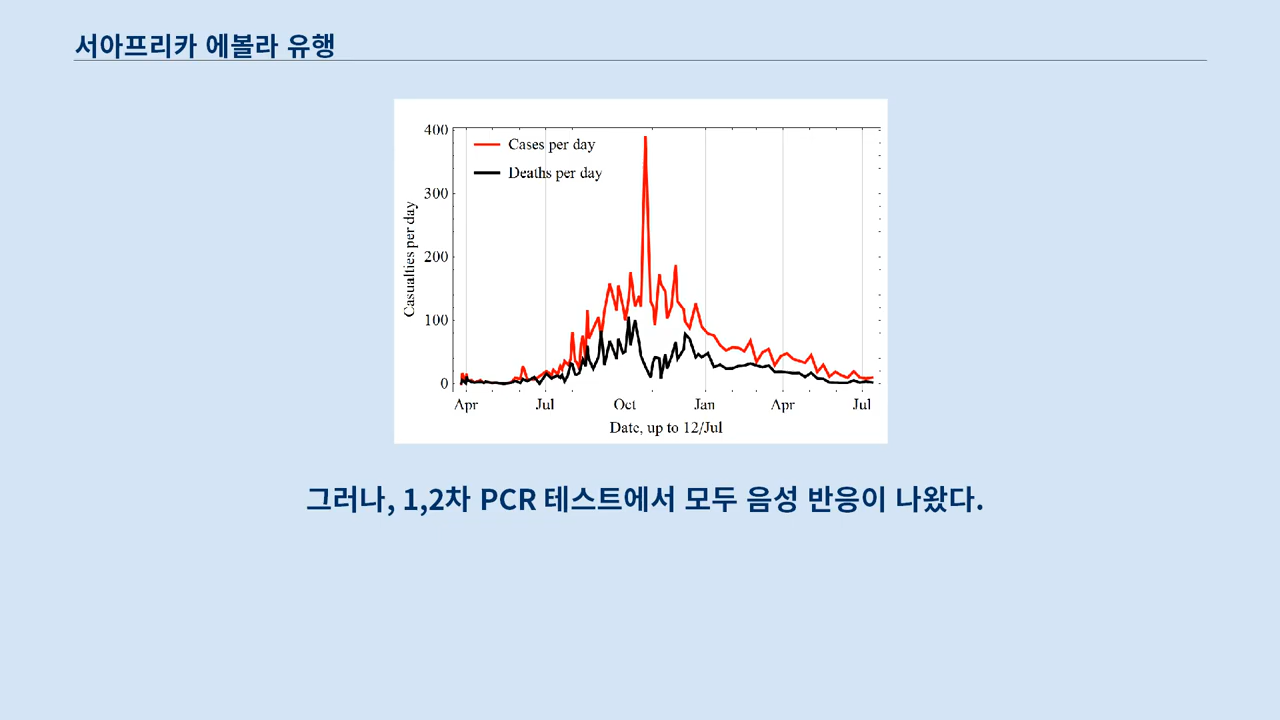 서아프리카 에볼라 유행
400
300
200
100
0
Casualties per day
Cases per day
Deaths per day
Apr Jul Oct Jan Apr Jul
Date, up to 12/Jul
그러나, 1,2차 PCR 테스트에서 모두 음성 반응이 나왔다.